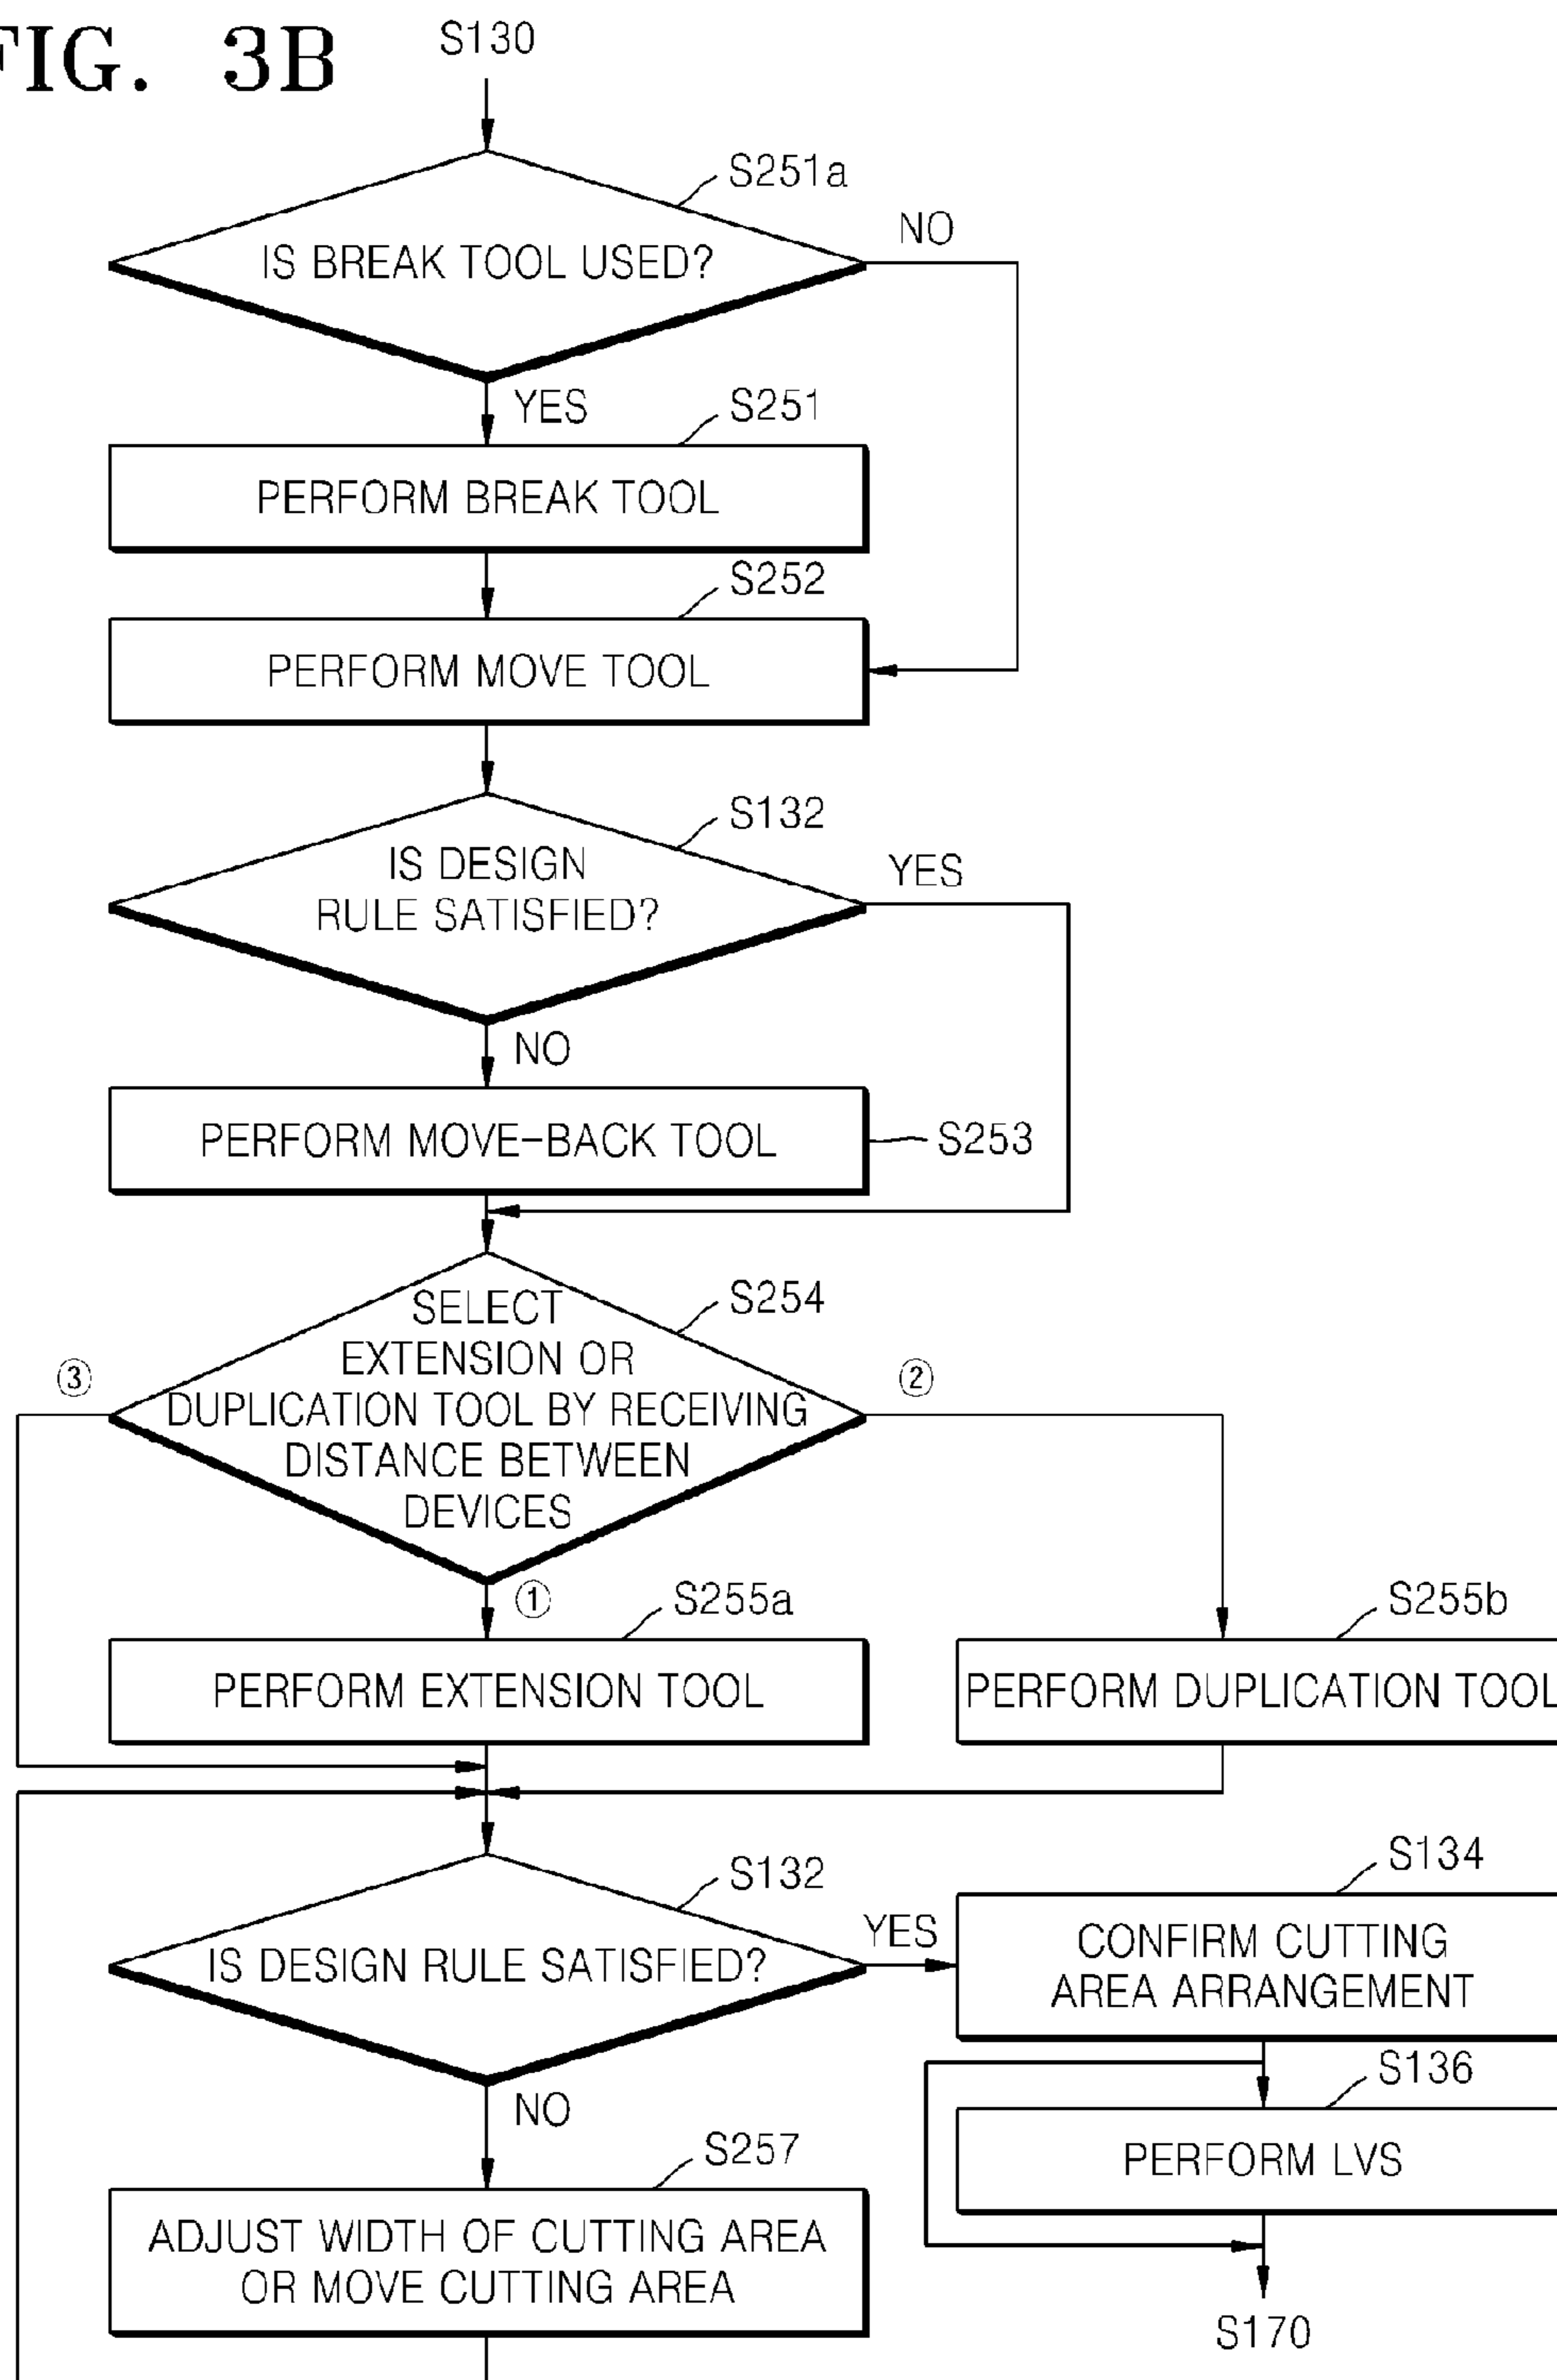 FIG. 3B
S130
S251a
IS BREAK TOOL USED?
NO
YES
S251
PERFORM BREAK TOOL
S252
PERFORM MOVE TOOL
S132
IS DESIGN
RULE SATISFIED?
YES
NO
PERFORM MOVE-BACK TOOL
S253
S254
SELECT
EXTENSION OR
DUPLICATION TOOL BY RECEIVING
DISTANCE BETWEEN
DEVICES
③
②
①
S255a
PERFORM EXTENSION TOOL
S255b
PERFORM DUPLICATION TOOL
S132
IS DESIGN RULE SATISFIED?
YES
S134
CONFIRM CUTTING
AREA ARRANGEMENT
NO
S136
PERFORM LVS
S257
ADJUST WIDTH OF CUTTING AREA
OR MOVE CUTTING AREA
S170